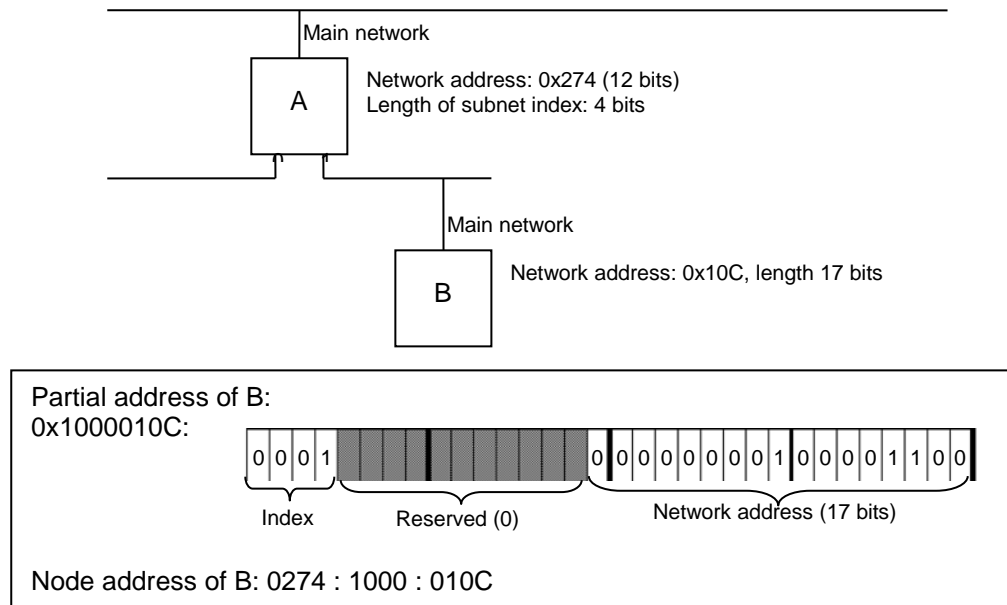 Main network
Network address: 0x274 (12 bits)
A
Length of subnet index: 4 bits
Main network
Network address: 0x10C, length 17 bits
B
Partial address of B:
0x1000010C:
0 0 0 1 0 0 0 0 0 0 0 0 1 0 0 0 0 1 1 0 0
Index
Reserved (0)
Network address (17 bits)
Node address of B: 0274 : 1000 : 010C